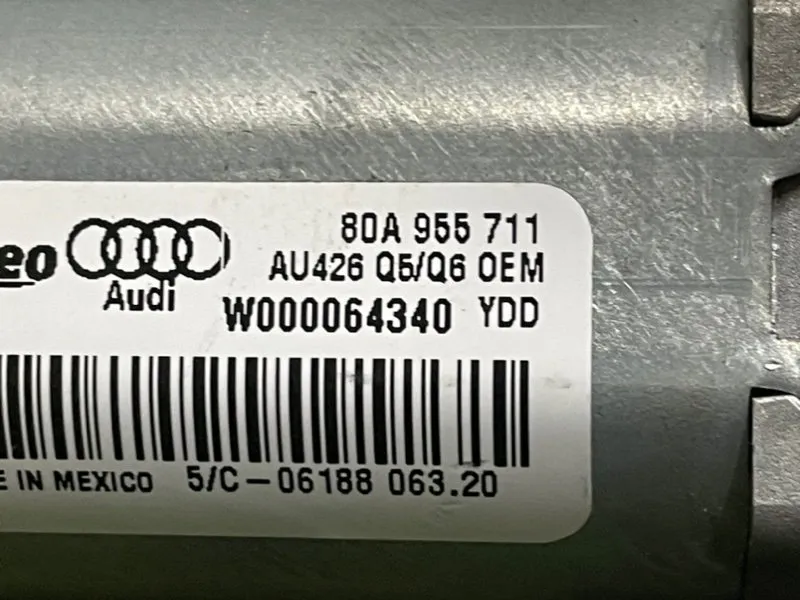 80A 955 711
eo
Audi
AU426 Q5/Q6 OEM
W000064340 YDD
E IN MEXICO 5/C-06188 063.20